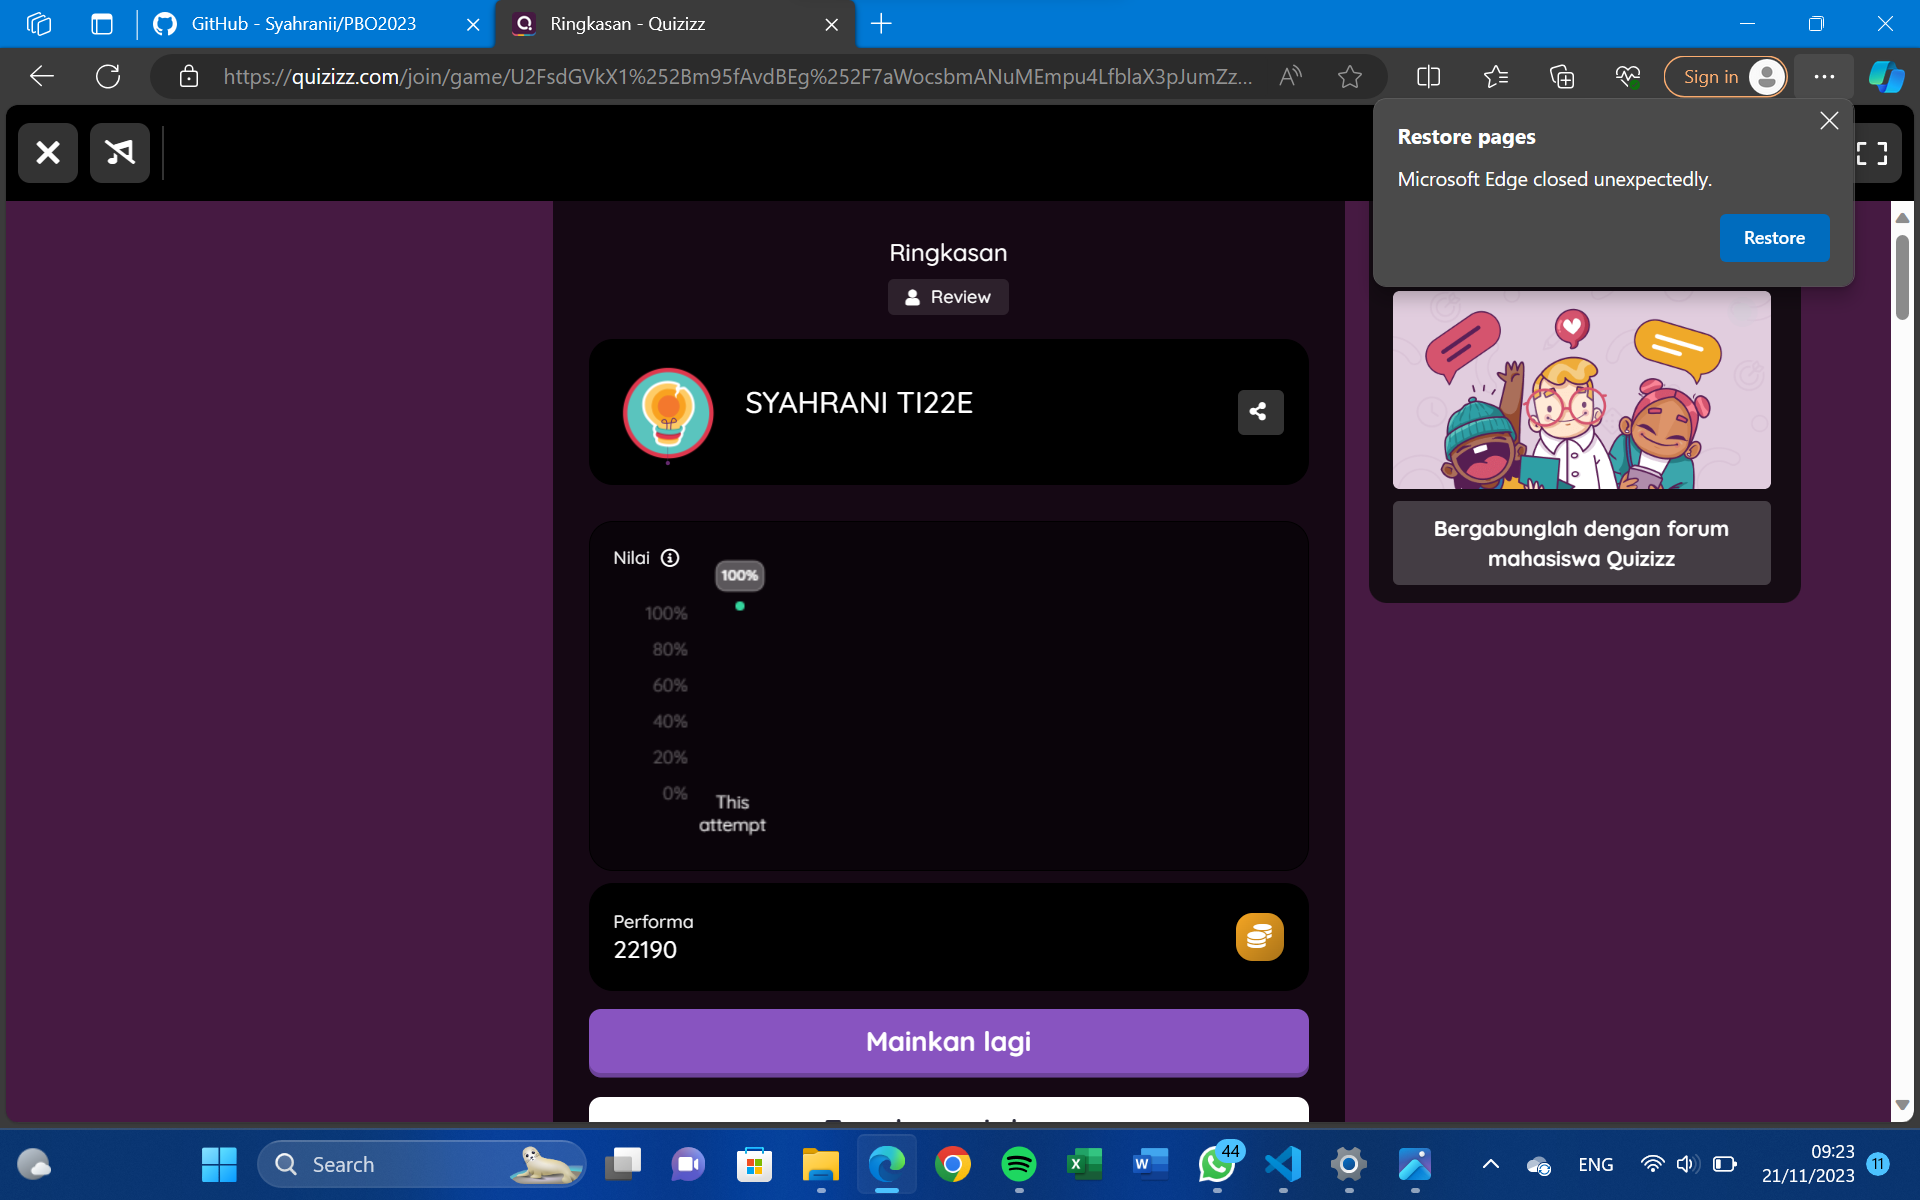 GitHub - Syahranii/PBO2023
Ringkasan - Quizizz
https://quizizz.com/join/game/U2FsdGVkX1%252Bm95fAvdBEg%252F7aWocsbmANuMEmpu4LfblaX3pJumZz...
Sign in
Restore pages
Microsoft Edge closed unexpectedly.
Restore
Ringkasan
Review
SYAHRANI TI22E
Bergabunglah dengan forum
mahasiswa Quizizz
Nilai
100%
100%
80%
60%
40%
20%
0%
This
attempt
Performa
22190
Mainkan lagi
Search
44
ENG
09:23
21/11/2023
11